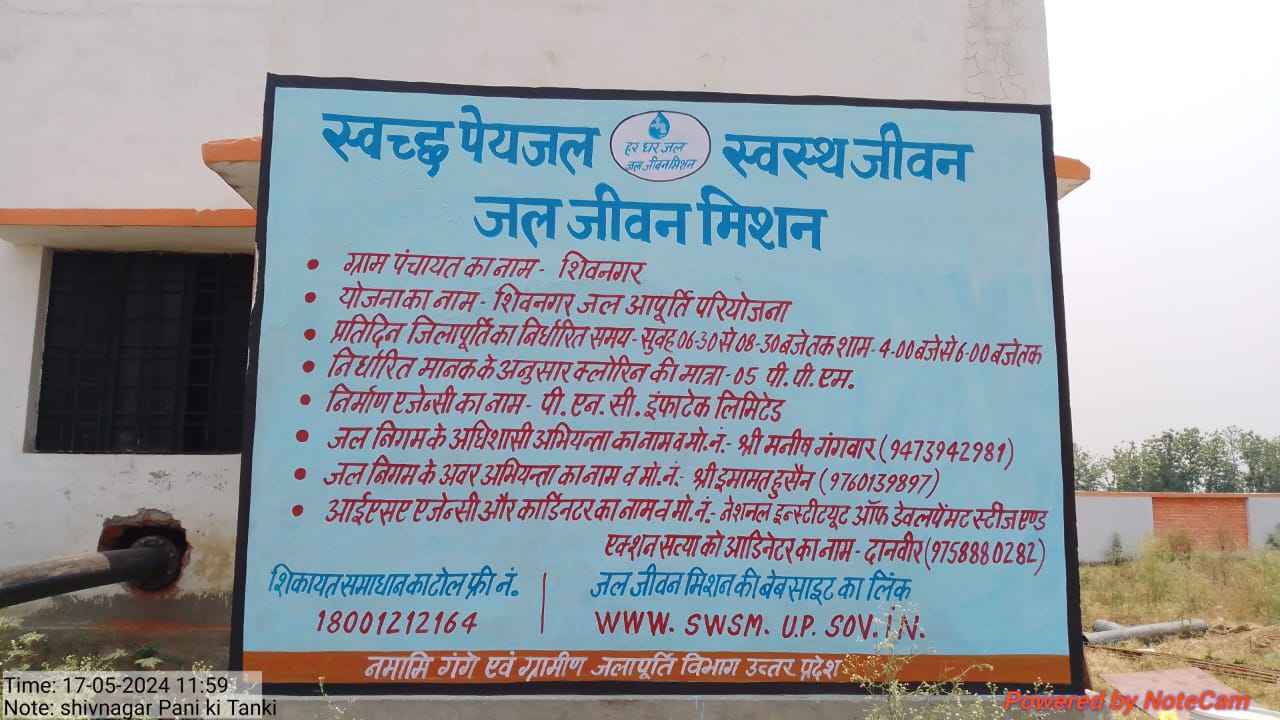 स्वच्छ पेयजल
हर घर जल
जल जीवन मिशन
स्वस्थ जीवन
जल जीवन मिशन
• ग्राम पंचायत का नाम - शिवनगर
• योजना का नाम - शिवनगर जल आपूर्ति परियोजना
• प्रतिदिन जिलापूर्ति का निर्धारित समय - सुवह 06-30 से 08-30 बजे तक शाम - 4-00 बजे से 6-00 बजे तक
• निर्धारित मानक के अनुसार क्लोरिन की मात्रा - 05 पी. पी. एम.
• निर्माण एजेन्सी का नाम - पी. एन. सी. इंफाटेक लिमिटेड
• जल निगम के अधिशासी अभियन्ता का नाम व मो. नं. - श्री मनीष गंगवार (9473942981)
• जल निगम के अवर अभियन्ता का नाम व मो. नं. - श्री इमामत हुसैन (9760139897)
• आईएसए एजेन्सी और कार्डिनटर का नाम व मो. नं. - नेशनल इन्स्टीटयूट ऑफ डेवलपेंमट स्टीज एण्ड
एक्शन सत्या को आडिनेटर का नाम - दानवीर (9758880282)
शिकायत समाधान का टोल फ्री नं.
18001212164
जल जीवन मिशन की बेबसाइट का लिंक
WWW. SWSM. U.P. SOV. I.N.
नमामि गंगे एवं ग्रामीण जलापूर्ति विभाग उत्तर प्रदेश
Time: 17-05-2024 11:59
Note: shivnagar Pani ki Tanki
Powered by NoteCam